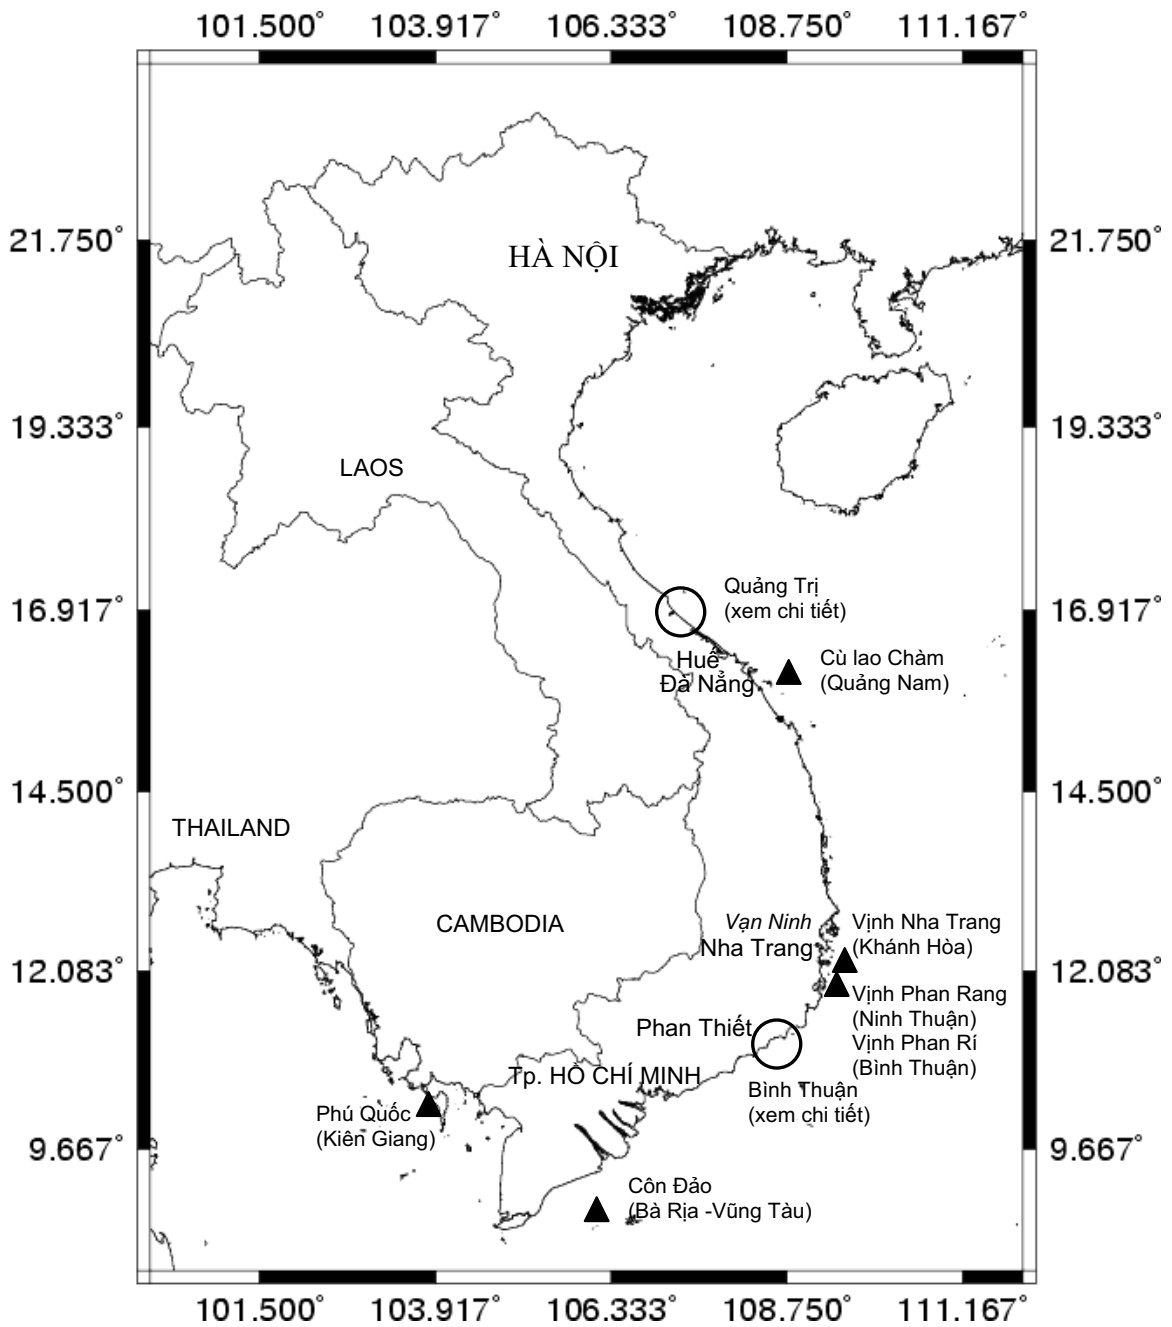 101.500° 103.917° 106.333° 108.750° 111.167°
21.750° 21.750°
HÀ NỘI
19.333° 19.333°
LAOS
Quảng Trị
(xem chi tiết)
16.917° 16.917°
Huế
Đà Nẳng
Cù lao Chàm
(Quảng Nam)
14.500° 14.500°
THAILAND
CAMBODIA
Vạn Ninh
Nha Trang
Vịnh Nha Trang
(Khánh Hòa)
12.083° 12.083°
Vịnh Phan Rang
(Ninh Thuận)
Vịnh Phan Rí
(Bình Thuận)
Phan Thiết
Tp. HỒ CHÍ MINH
Bình Thuận
(xem chi tiết)
Phú Quốc
(Kiên Giang)
9.667° 9.667°
Côn Đảo
(Bà Rịa -Vũng Tàu)
101.500° 103.917° 106.333° 108.750° 111.167°